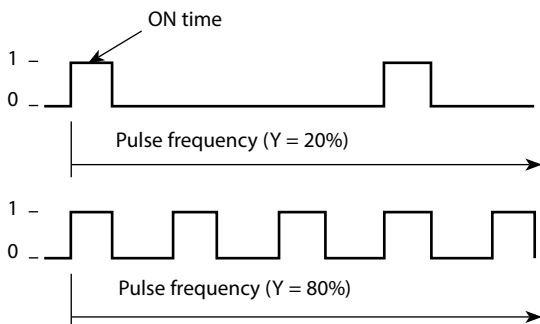 ON time
1
0
Pulse frequency (Y = 20%)
1
0
Pulse frequency (Y = 80%)